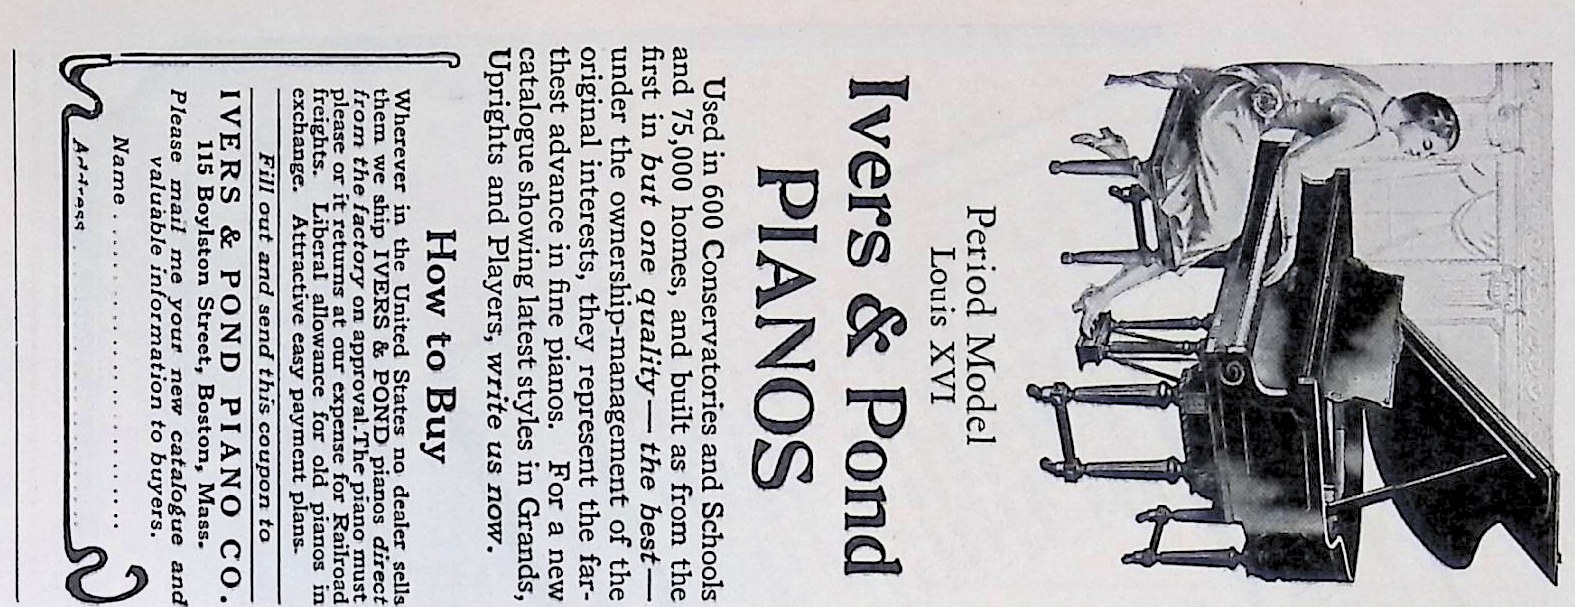 Period Model
Louis XVI
Ivers & Pond
PIANOS
Used in 600 Conservatories and Schools
and 75,000 homes, and built as from the
first in but one quality—the best—
under the ownership-management of the
original interests, they represent the far-
thest advance in fine pianos. For a new
catalogue showing latest styles in Grands,
Uprights and Players, write us now.
How to Buy
Wherever in the United States no dealer sells
them we ship IVERS & POND pianos direct
from the factory on approval. The piano must
please or it returns at our expense for Railroad
freights. Liberal allowance for old pianos in
exchange. Attractive easy payment plans.
Fill out and send this coupon to
IVERS & POND PIANO CO.
115 Boylston Street, Boston, Mass.
Please mail me your new catalogue and
valuable information to buyers.
Name . . . . . . . . . . . . . . . . . . . . . . . .
Address . . . . . . . . . . . . . . . . . . . . . . . .